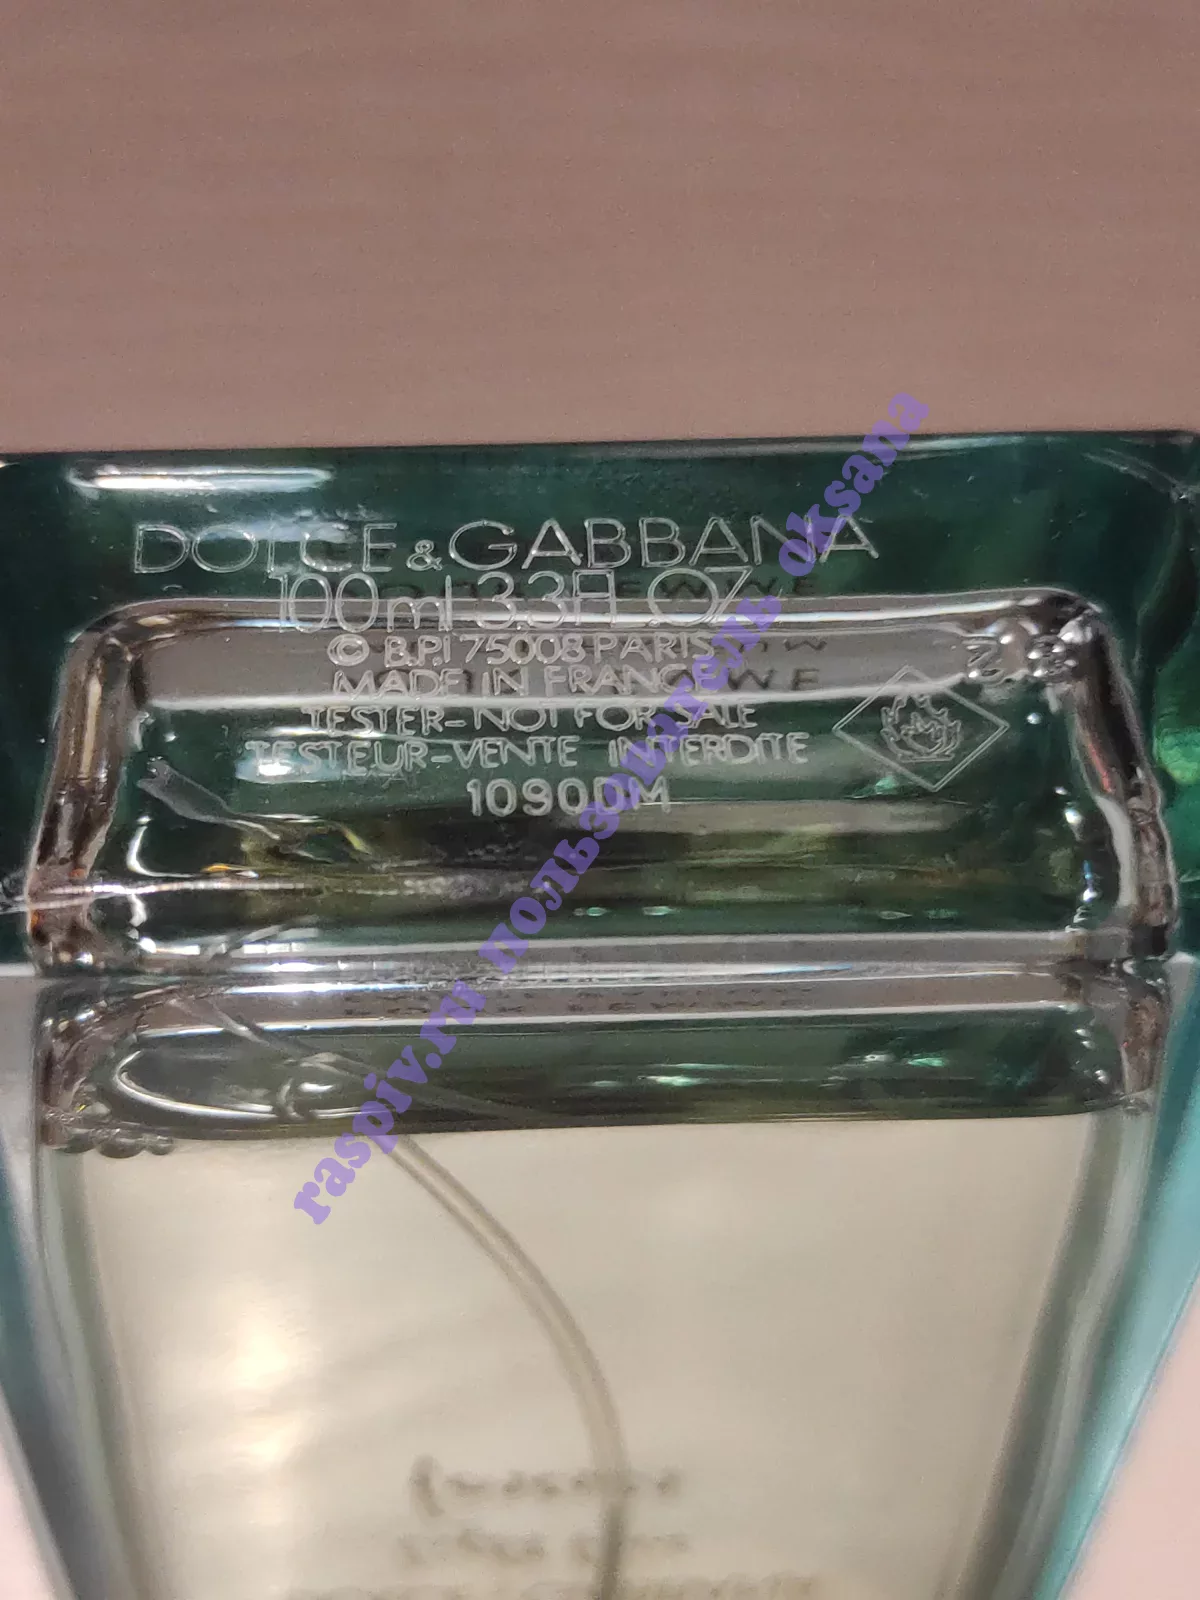 DOLCE & GABBANA
100ml 3.3Fl .OZ
© B.P.I 75008 PARIS
MADE IN FRANCE
TESTER-NOT FOR SALE
TESTEUR-VENTE INTERDITE
1090DM
raspiv.ru пользователь oksana